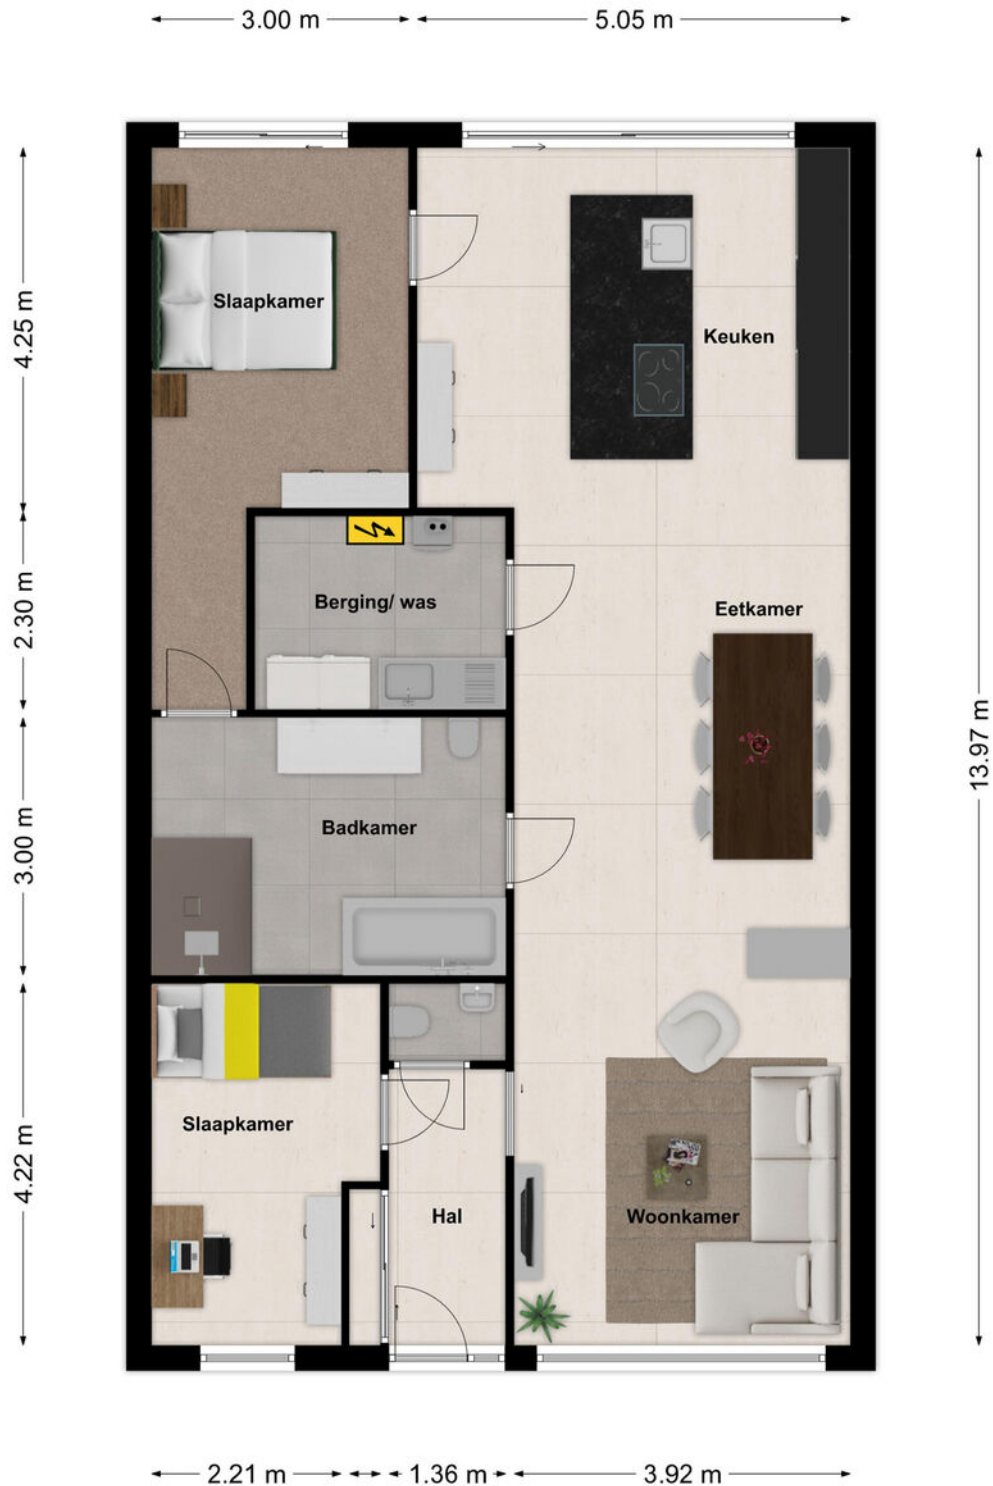 3.00 m
5.05 m
4.25 m
2.30 m
3.00 m
4.22 m
13.97 m
Slaapkamer
Keuken
Berging/ was
Eetkamer
Badkamer
Slaapkamer
Hal
Woonkamer
2.21 m
1.36 m
3.92 m